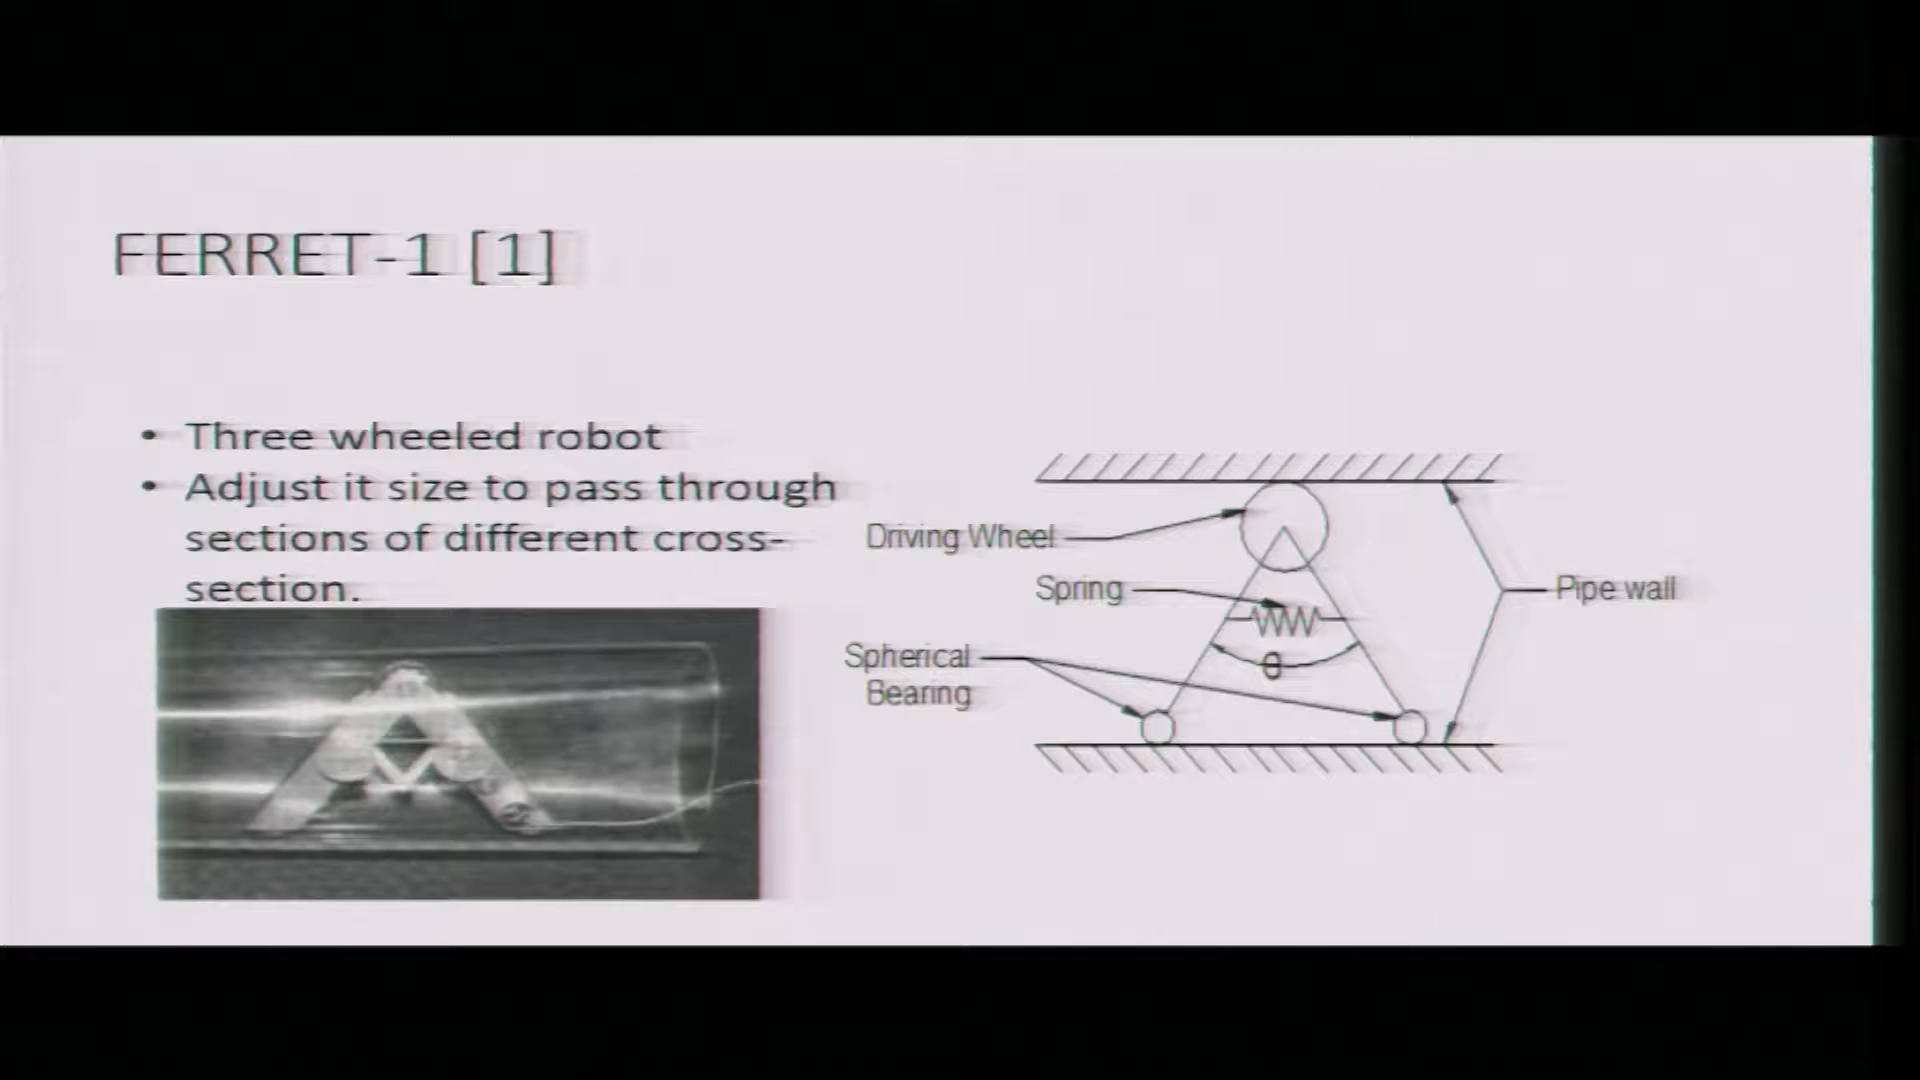 FERRET-1 [1]
• Three wheeled robot
• Adjust it size to pass through
sections of different cross-
section.
Driving Wheel
Spring
Spherical
Bearing
θ
Pipe wall